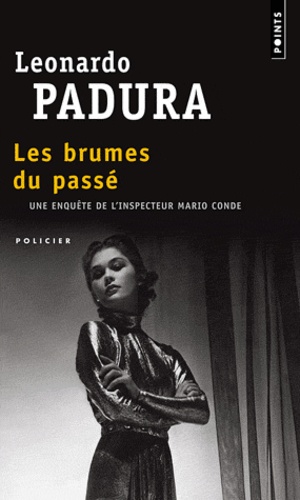 POINTS
Leonardo
PADURA
Les brumes
du passé
UNE ENQUÊTE DE L'INSPECTEUR MARIO CONDE
POLICIER